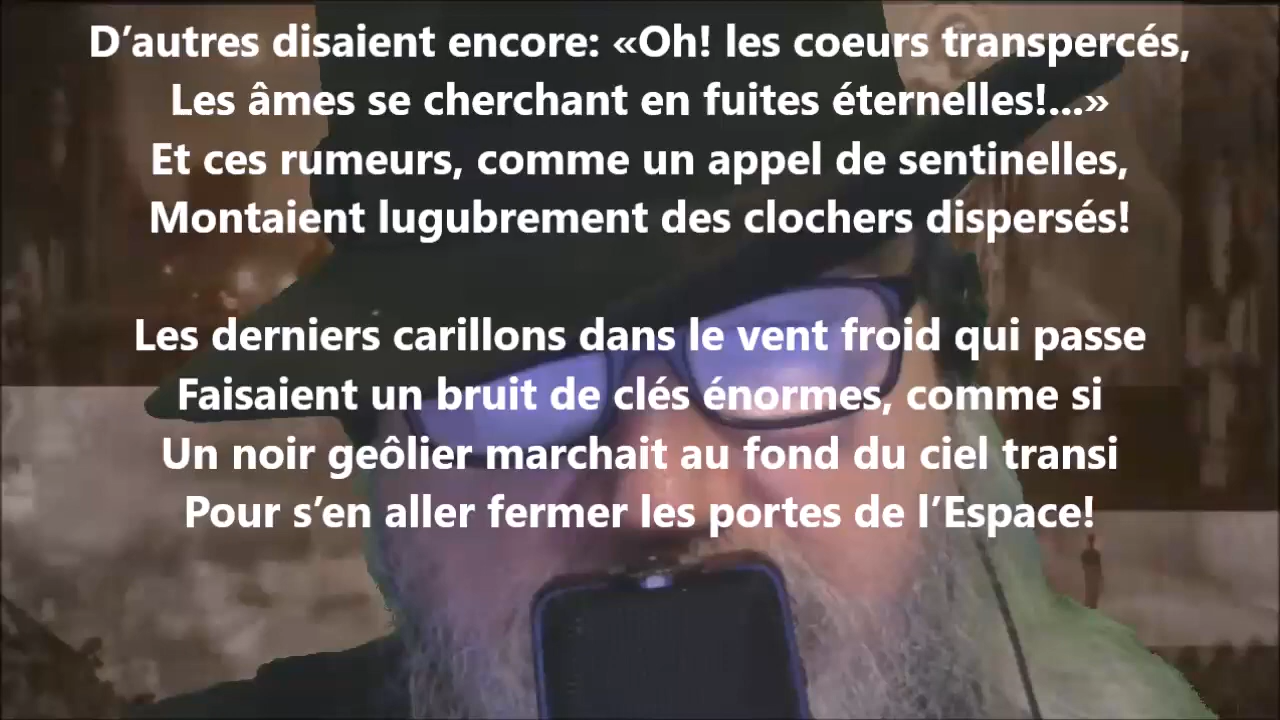 D’autres disaient encore: «Oh! les coeurs transpercés,
Les âmes se cherchant en fuites éternelles!...»
Et ces rumeurs, comme un appel de sentinelles,
Montaient lugubrement des clochers dispersés!
Les derniers carillons dans le vent froid qui passe
Faisaient un bruit de clés énormes, comme si
Un noir geôlier marchait au fond du ciel transi
Pour s’en aller fermer les portes de l’Espace!